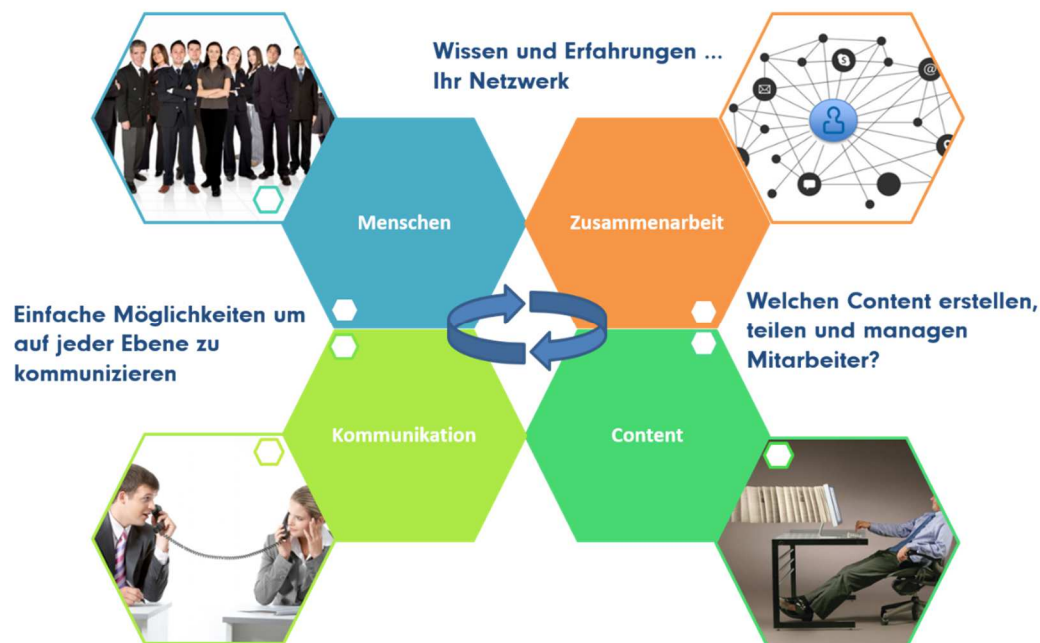 Wissen und Erfahrungen ...
Ihr Netzwerk
Menschen
Zusammenarbeit
Einfache Möglichkeiten um
auf jeder Ebene zu
kommunizieren
Welchen Content erstellen,
teilen und managen
Mitarbeiter?
Kommunikation
Content